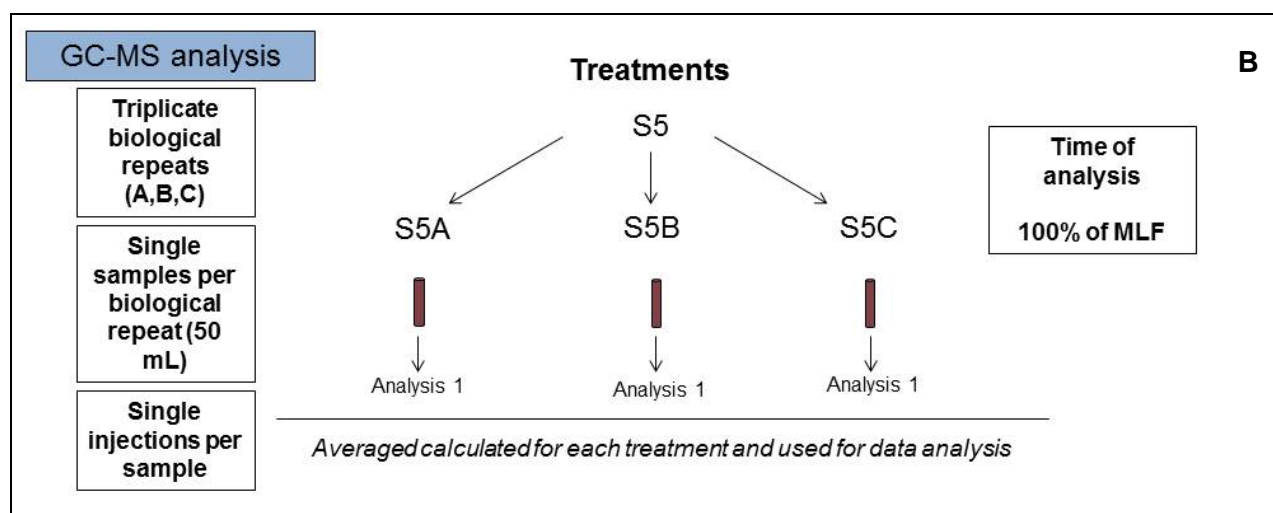 GC-MS analysis
Triplicate
biological
repeats
(A,B,C)
Single
samples per
biological
repeat (50
mL)
Single
injections per
sample
Treatments
S5
S5A
S5B
S5C
Analysis 1
Analysis 1
Analysis 1
Averaged calculated for each treatment and used for data analysis
B
Time of
analysis
100% of MLF